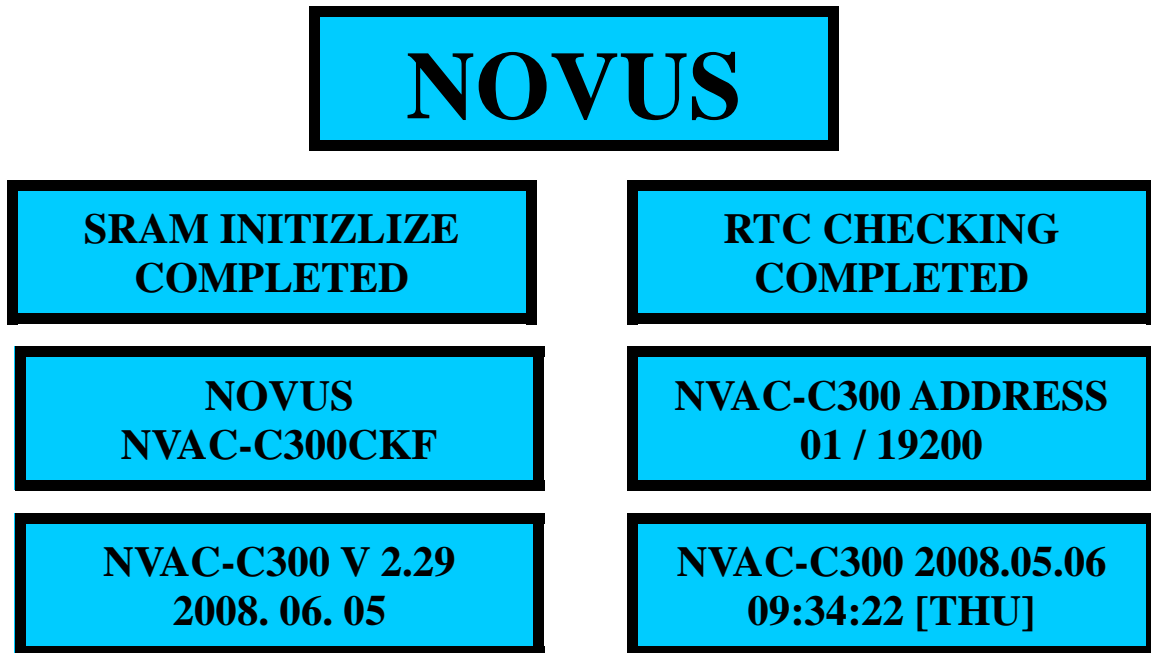 NOVUS
SRAM INITIZLIZE
COMPLETED
RTC CHECKING
COMPLETED
NOVUS
NVAC-C300CKF
NVAC-C300 ADDRESS
01 / 19200
NVAC-C300 V 2.29
2008. 06. 05
NVAC-C300 2008.05.06
09:34:22 [THU]